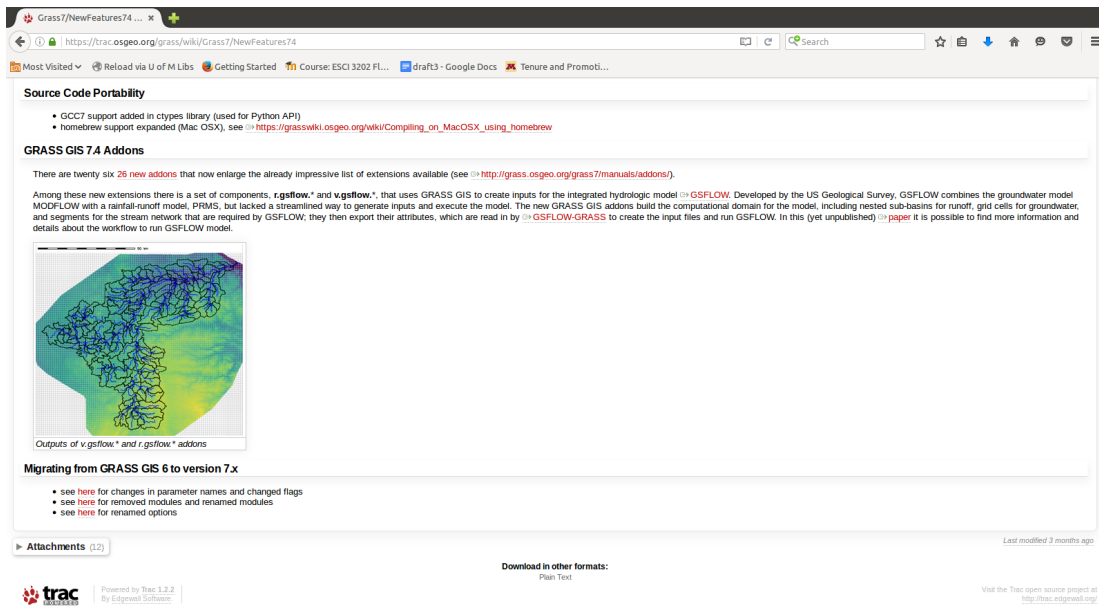 Grass7/NewFeatures74 ... ×
https://trac.osgeo.org/grass/wiki/Grass7/NewFeatures74
Search
Most Visited
Reload via U of M Libs
Getting Started
Course: ESCI 3202 Fl...
draft3 - Google Docs
Tenure and Promoti...
Source Code Portability
• GCC7 support added in ctypes library (used for Python API)
• homebrew support expanded (Mac OSX), see https://grasswiki.osgeo.org/wiki/Compiling_on_MacOSX_using_homebrew
GRASS GIS 7.4 Addons
There are twenty six 26 new addons that now enlarge the already impressive list of extensions available (see http://grass.osgeo.org/grass7/manuals/addons/).
Among these new extensions there is a set of components, r.gsflow.* and v.gsflow.*, that uses GRASS GIS to create inputs for the integrated hydrologic model GSFLOW. Developed by the US Geological Survey, GSFLOW combines the groundwater model
MODFLOW with a rainfall-runoff model, PRMS, but lacked a streamlined way to generate inputs and execute the model. The new GRASS GIS addons build the computational domain for the model, including nested sub-basins for runoff, grid cells for groundwater,
and segments for the stream network that are required by GSFLOW; they then export their attributes, which are read in by GSFLOW-GRASS to create the input files and run GSFLOW. In this (yet unpublished) paper it is possible to find more information and
details about the workflow to run GSFLOW model.
50 km
Outputs of v.gsflow.* and r.gsflow.* addons
Migrating from GRASS GIS 6 to version 7.x
• see here for changes in parameter names and changed flags
• see here for removed modules and renamed modules
• see here for renamed options
Attachments (12)
Last modified 3 months ago
Download in other formats:
Plain Text
trac
POWERED
Powered by Trac 1.2.2
By Edgewall Software.
Visit the Trac open source project at
http://trac.edgewall.org/